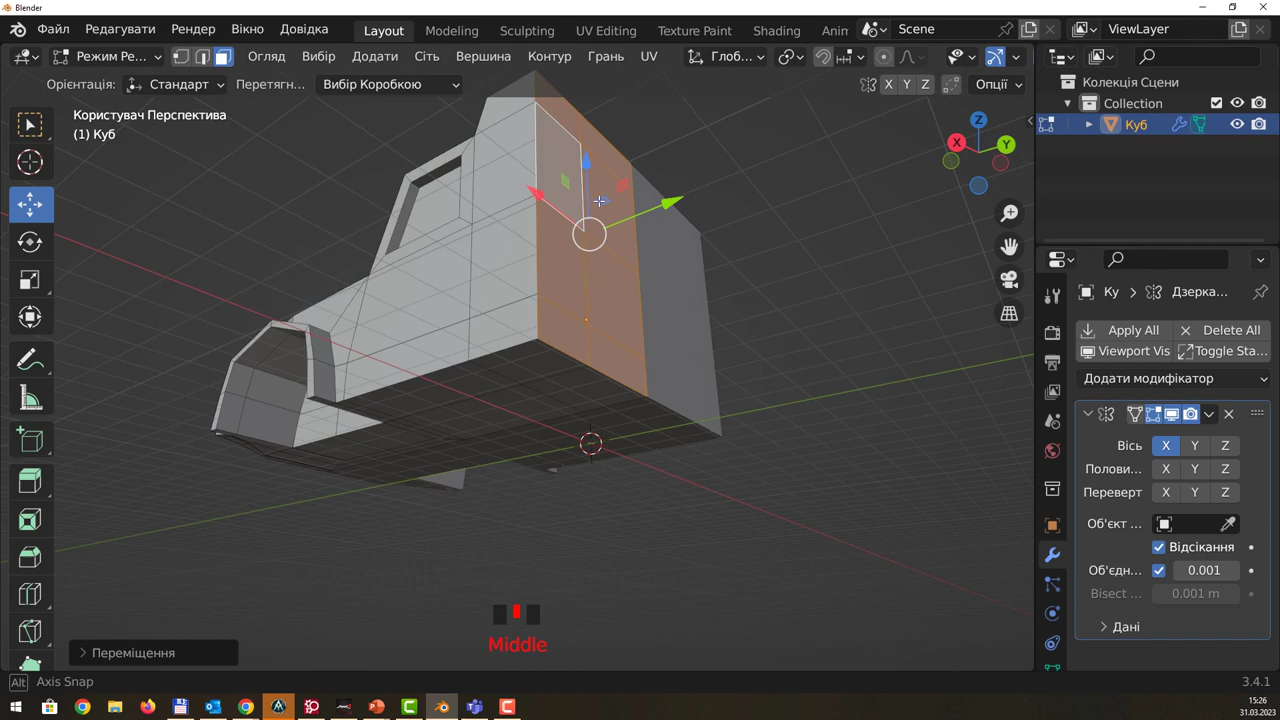 Blender
Файл Редагувати Рендер Вікно Довідка Layout Modeling Sculpting UV Editing Texture Paint Shading Anim Scene ViewLayer
Режим Ре... Огляд Вибір Додати Сіть Вершина Контур Грань UV Глоб...
Орієнтація: Стандарт Перетягн... Вибір Коробкою X Y Z Опції
Користувач Перспектива
(1) Куб
Z
X
Y
Колекція Сцени
Collection
Куб
Ку Дзерка...
Apply All Delete All
Viewport Vis Toggle Sta...
Додати модифікатор
Вісь X Y Z
Полови... X Y Z
Переверт X Y Z
Об'єкт ...
Відсікання
Об'єдн... 0.001
Bisect ... 0.001 m
Дані
Middle
Переміщення
Alt Axis Snap 3.4.1
15:26
31.03.2023